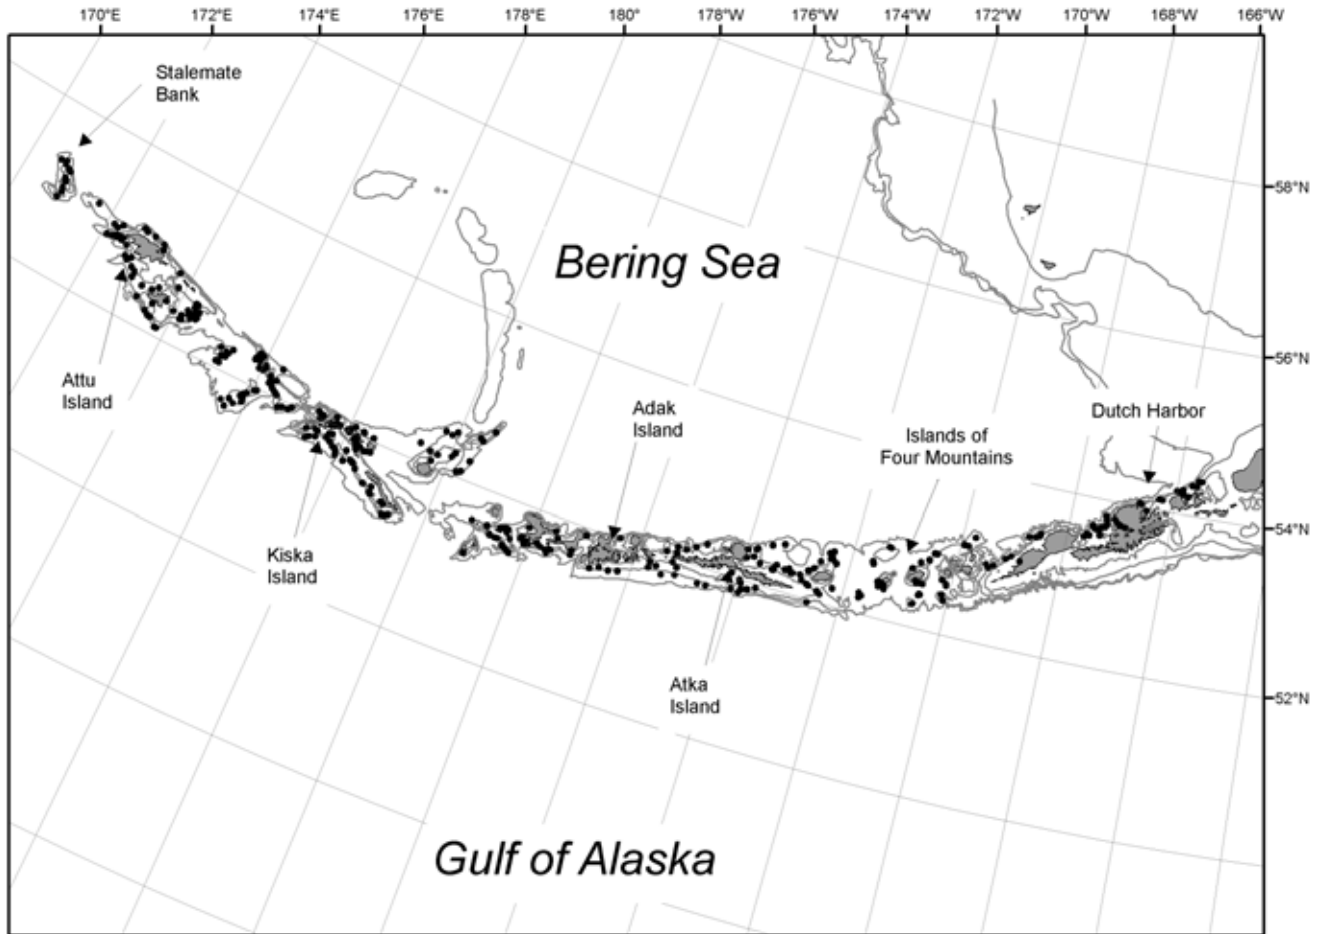 170°E 172°E 174°E 176°E 178°E 180° 178°W 176°W 174°W 172°W 170°W 168°W 166°W
Stalemate
Bank
58°N
Bering Sea
56°N
Attu
Island
Adak
Island
Dutch Harbor
Islands of
Four Mountains
54°N
Kiska
Island
Atka
Island
52°N
Gulf of Alaska